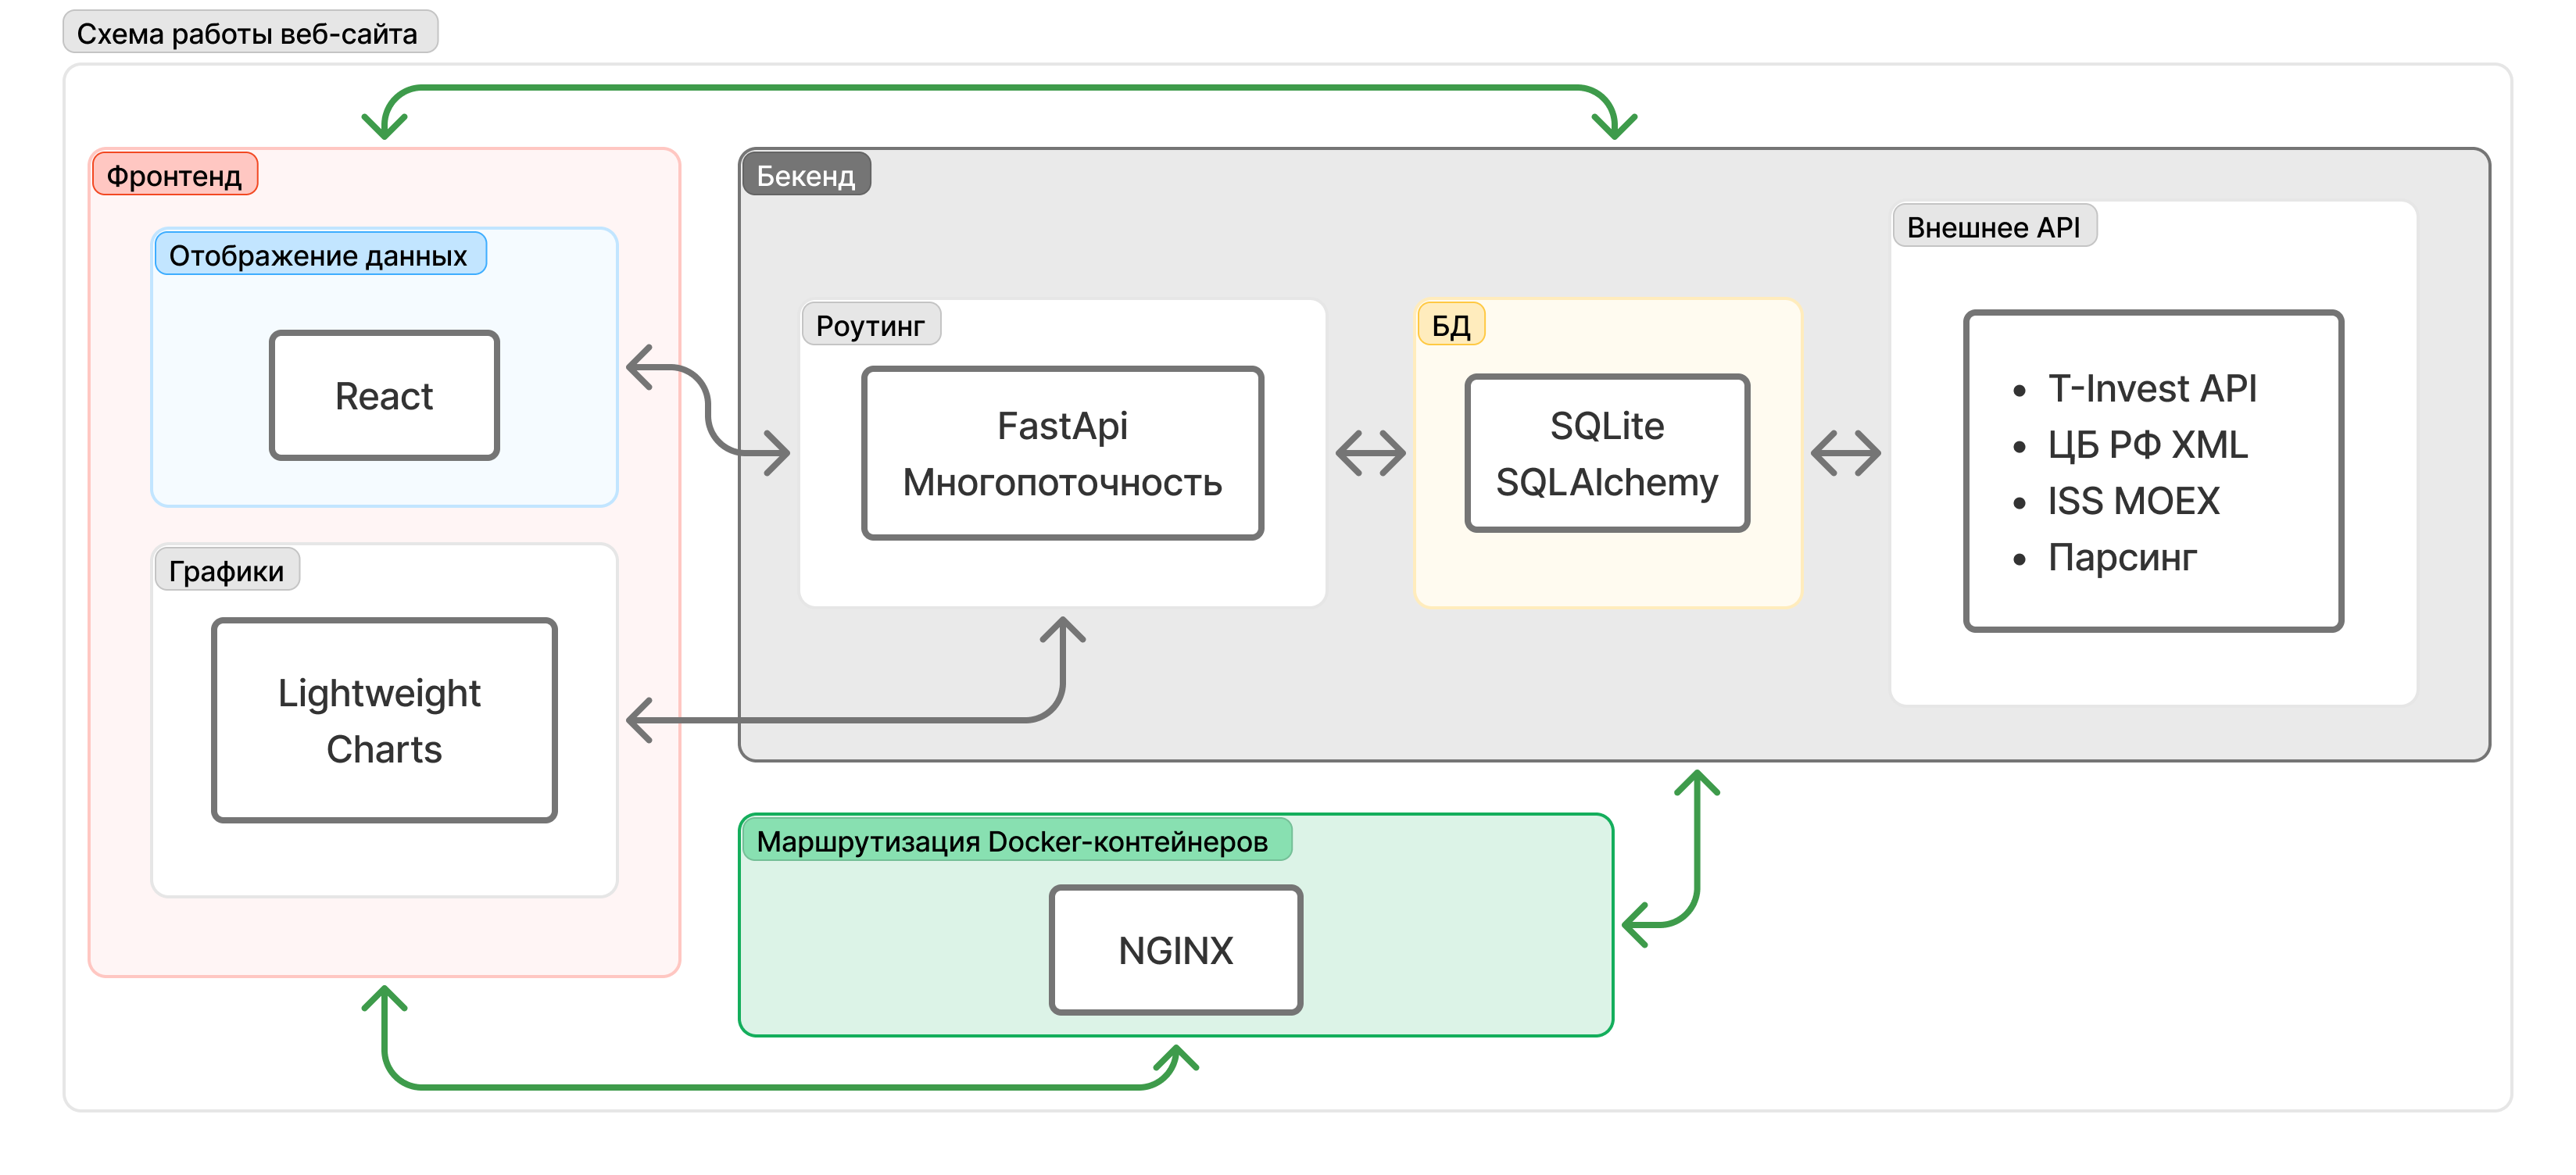 Схема работы веб-сайта
Фронтенд
Отображение данных
React
Графики
Lightweight
Charts
Бекенд
Роутинг
FastApi
Многопоточность
БД
SQLite
SQLAlchemy
Внешнее API
• T-Invest API
• ЦБ РФ XML
• ISS MOEX
• Парсинг
Маршрутизация Docker-контейнеров
NGINX